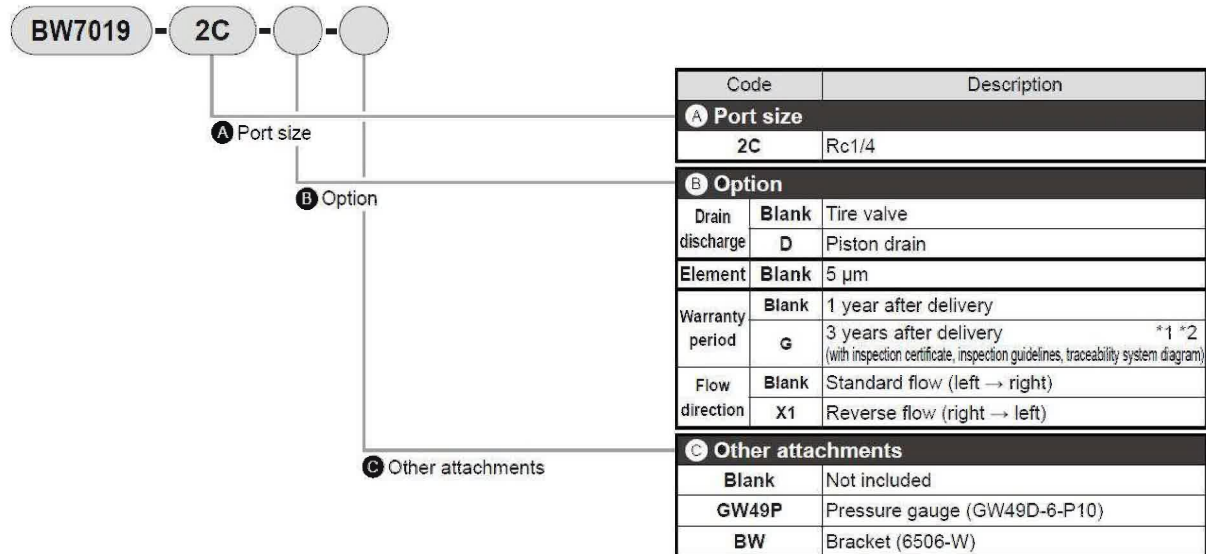 BW7019 - 2C - -
A Port size
B Option
C Other attachments
Code Description
A Port size
2C Rc1/4
B Option
Drain discharge Blank Tire valve
D Piston drain
Element Blank 5 µm
Warranty period Blank 1 year after delivery
G 3 years after delivery *1 *2
(with inspection certificate, inspection guidelines, traceability system diagram)
Flow direction Blank Standard flow (left → right)
X1 Reverse flow (right → left)
C Other attachments
Blank Not included
GW49P Pressure gauge (GW49D-6-P10)
BW Bracket (6506-W)